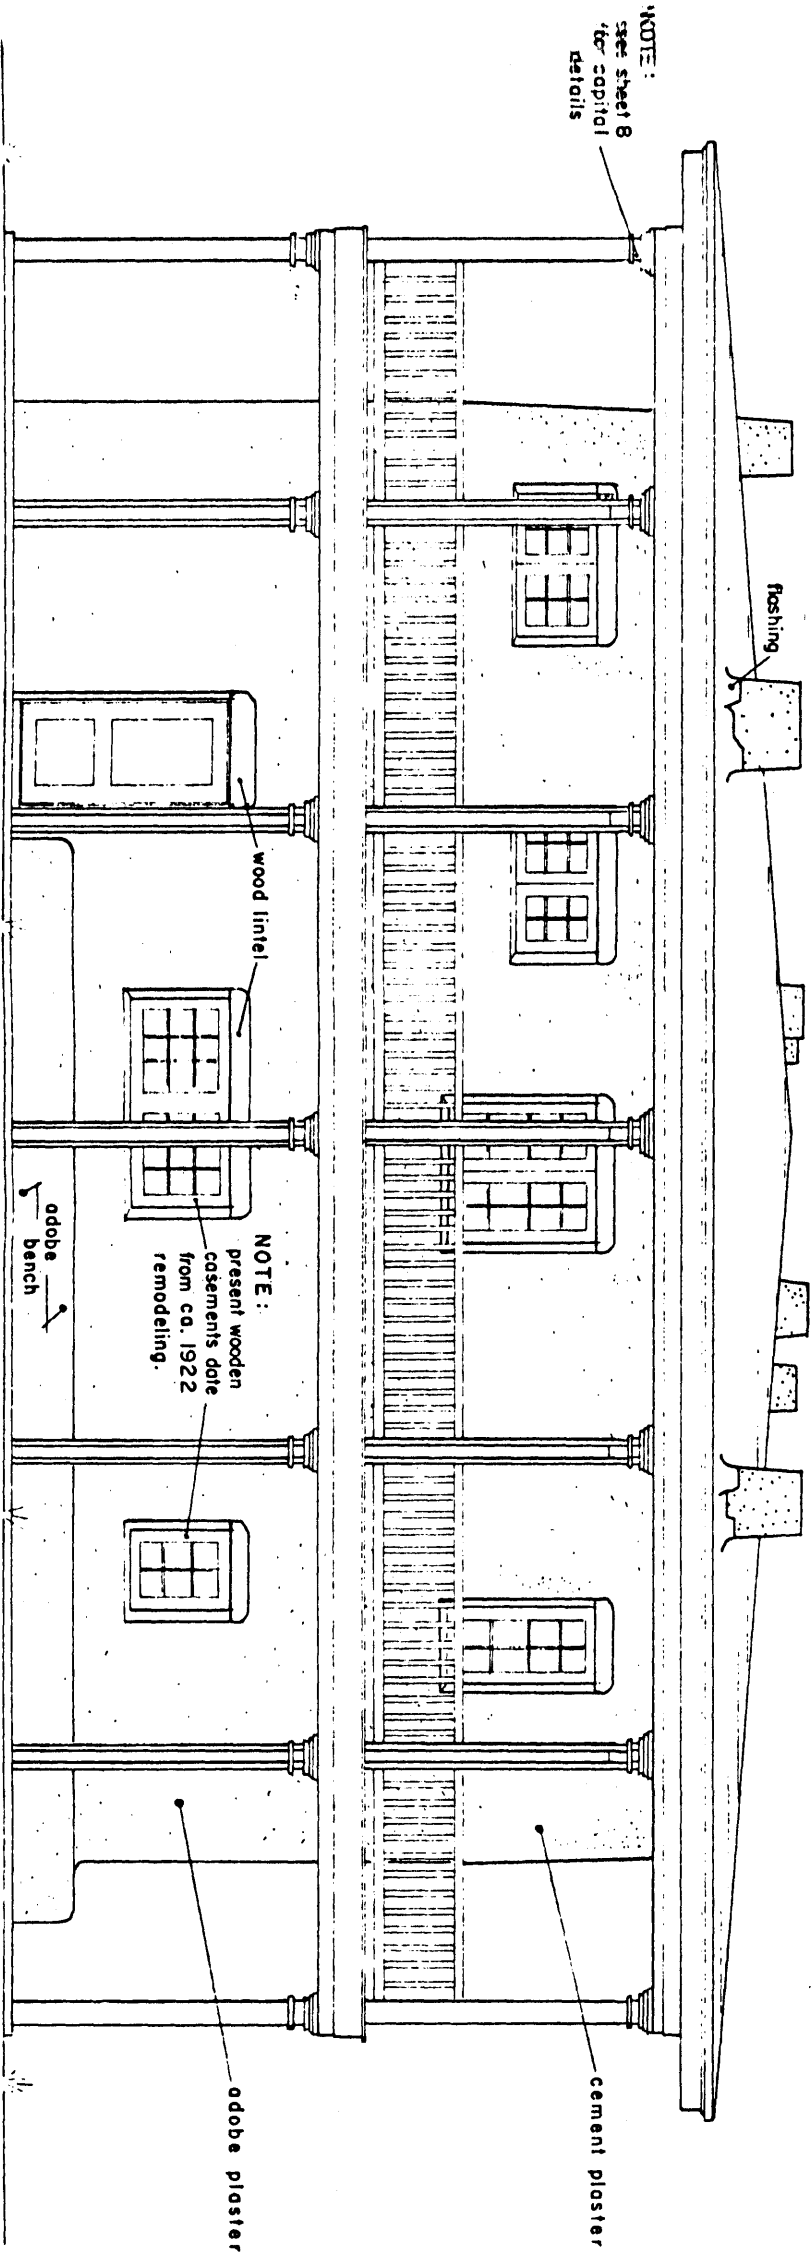 NOTE:
see sheet 8
for capital
details
flashing
wood lintel
NOTE:
present wooden
casements date
from ca. 1922
remodeling.
adobe
bench
cement plaster
adobe plaster